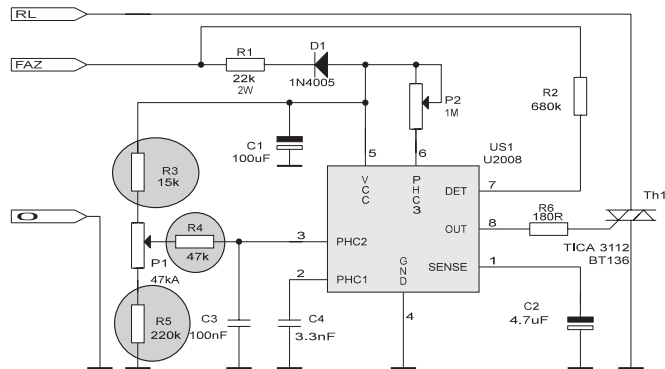 RL
FAZ
R1
22k
2W
D1
1N4005
P2
1M
R2
680k
C1
100uF
US1
U2008
5
6
R3
15k
VCC
PHC3
DET
7
Th1
O
R4
47k
3
PHC2
OUT
8
R6
180R
TICA 3112
BT136
P1
47kA
2
PHC1
GND
SENSE
1
R5
220k
C3
100nF
C4
3.3nF
4
C2
4.7uF